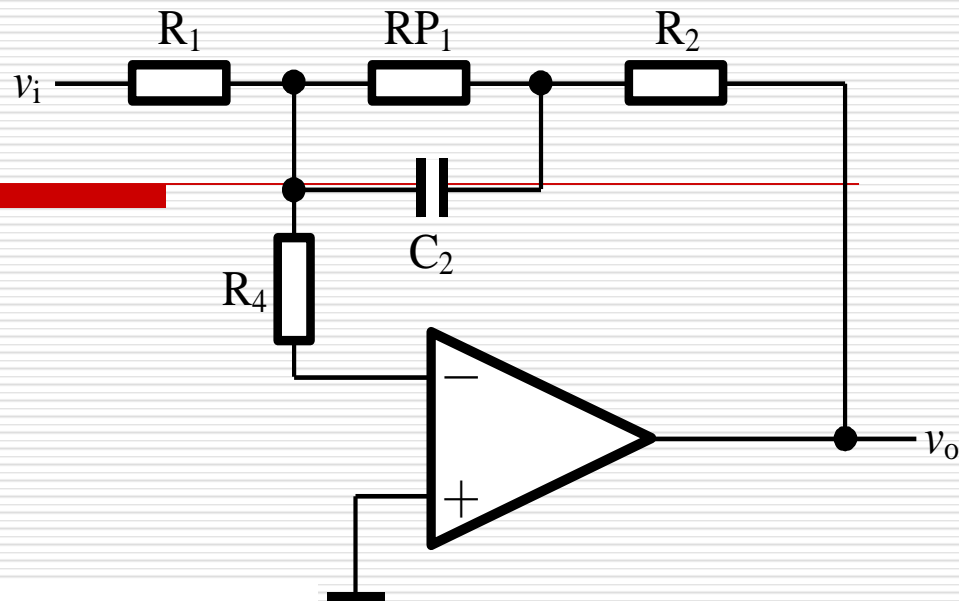 R₁ RP₁ R₂
vᵢ
C₂
R₄
−
vₒ
+